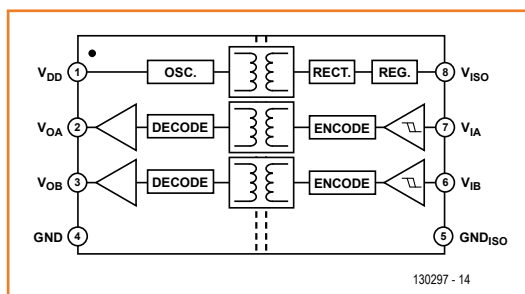 VDD 1 OSC. RECT. REG. 8 VISO
VOA 2 DECODE ENCODE 7 VIA
VOB 3 DECODE ENCODE 6 VIB
GND 4 5 GNDISO
130297 - 14